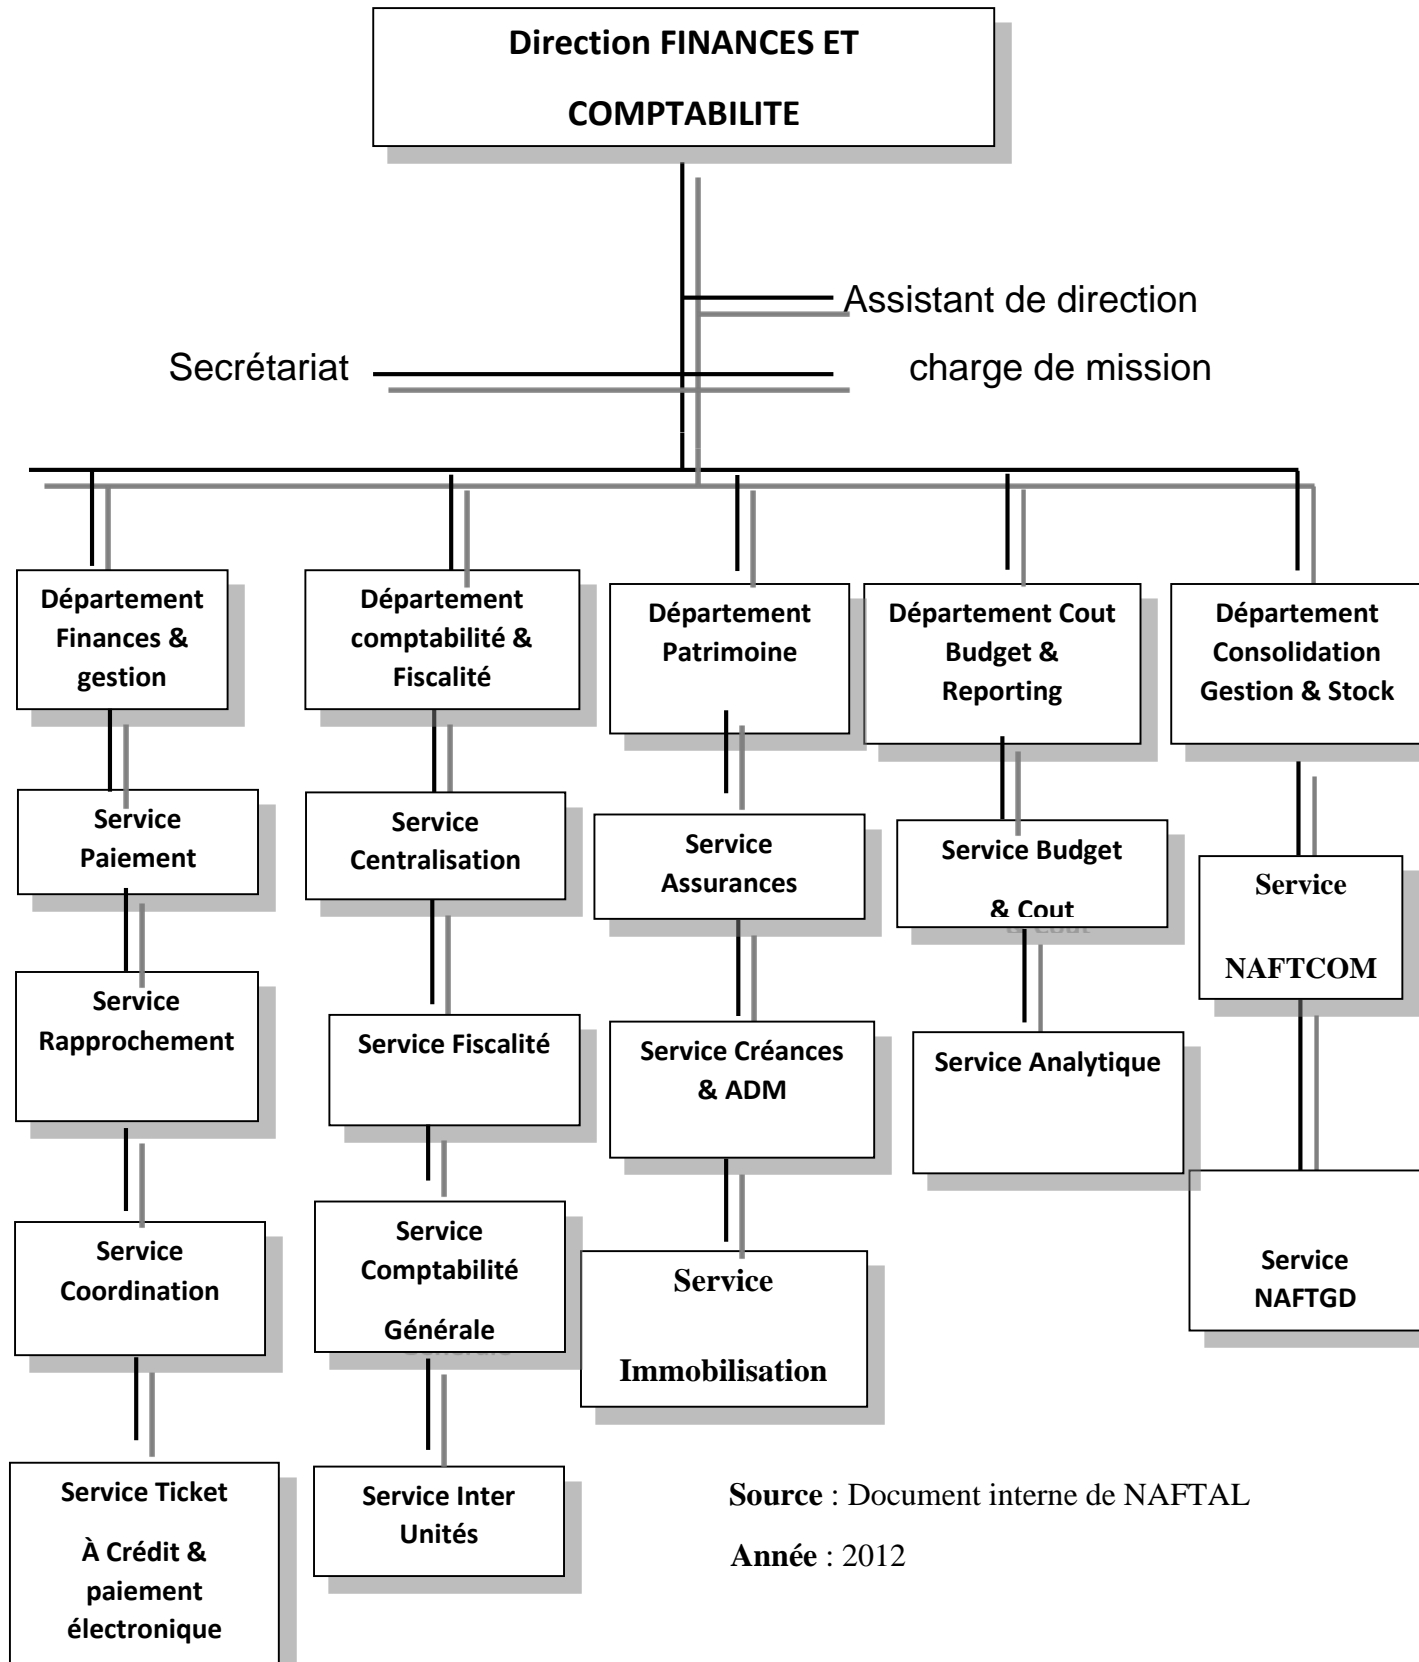 Direction FINANCES ET
COMPTABILITE
Assistant de direction
Secrétariat
charge de mission
Département
Finances &
gestion
Service
Paiement
Service
Rapprochement
Service
Coordination
Service Ticket
À Crédit &
paiement
électronique
Département
comptabilité &
Fiscalité
Service
Centralisation
Service Fiscalité
Service
Comptabilité
Générale
Service Inter
Unités
Département
Patrimoine
Service
Assurances
Service Créances
& ADM
Service
Immobilisation
Département Cout
Budget &
Reporting
Service Budget
& Cout
Service Analytique
Département
Consolidation
Gestion & Stock
Service
NAFTCOM
Service
NAFTGD
Source : Document interne de NAFTAL
Année : 2012